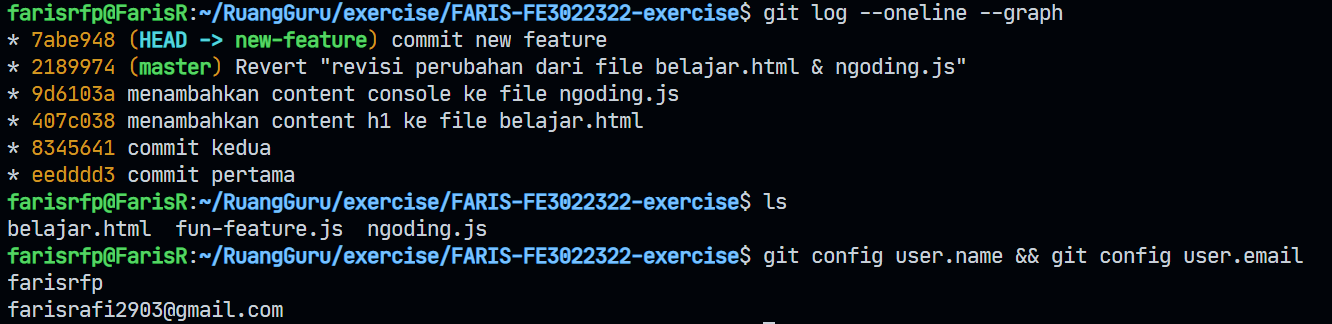 farisrfp@FarisR:~/RuangGuru/exercise/FARIS-FE3022322-exercise$ git log --oneline --graph
* 7abe948 (HEAD -> new-feature) commit new feature
* 2189974 (master) Revert "revisi perubahan dari file belajar.html & ngoding.js"
* 9d6103a menambahkan content console ke file ngoding.js
* 407c038 menambahkan content h1 ke file belajar.html
* 8345641 commit kedua
* eedddd3 commit pertama
farisrfp@FarisR:~/RuangGuru/exercise/FARIS-FE3022322-exercise$ ls
belajar.html  fun-feature.js  ngoding.js
farisrfp@FarisR:~/RuangGuru/exercise/FARIS-FE3022322-exercise$ git config user.name && git config user.email
farisrfp
farisrafi2903@gmail.com